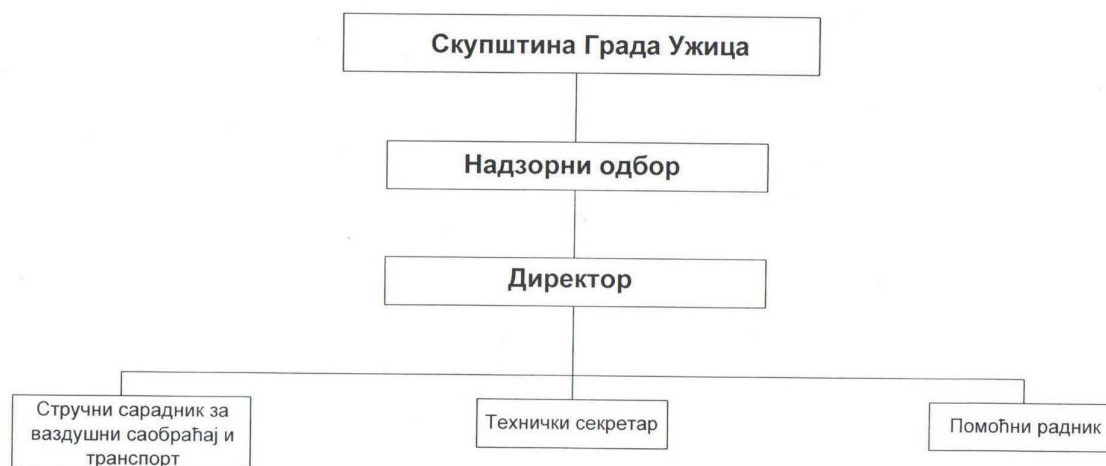 Скупштина Града Ужица
Надзорни одбор
Директор
Стручни сарадник за
ваздушни саобраћај и
транспорт
Технички секретар
Помоћни радник